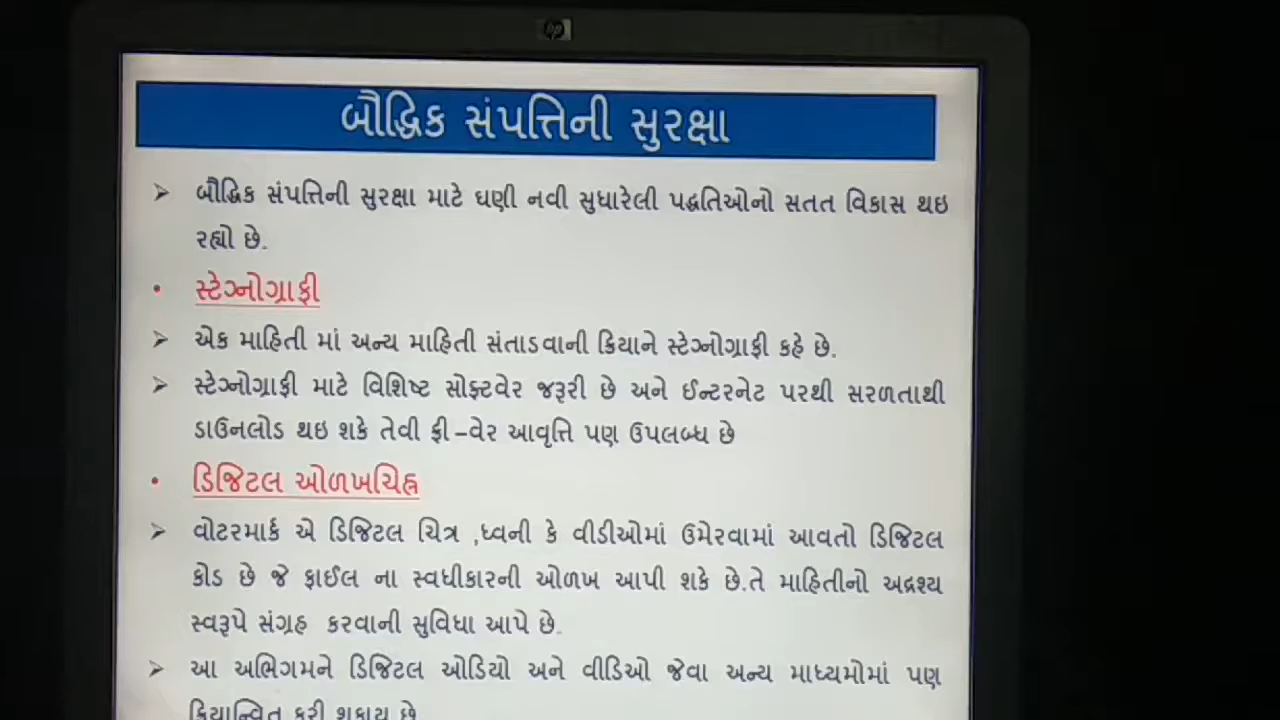 hp
બૌદ્ધિક સંપત્તિની સુરક્ષા
➢ બૌદ્ધિક સંપત્તિની સુરક્ષા માટે ઘણી નવી સુધારેલી પદ્ધતિઓનો સતત વિકાસ થઇ
રહ્યો છે.
• સ્ટેગ્નોગ્રાફી
➢ એક માહિતી માં અન્ય માહિતી સંતાડવાની ક્રિયાને સ્ટેગ્નોગ્રાફી કહે છે.
➢ સ્ટેગ્નોગ્રાફી માટે વિશિષ્ટ સોફ્ટવેર જરૂરી છે અને ઈન્ટરનેટ પરથી સરળતાથી
ડાઉનલોડ થઇ શકે તેવી ફ્રી –વેર આવૃત્તિ પણ ઉપલબ્ધ છે
• ડિજિટલ ઓળખચિહ્ન
➢ વોટરમાર્ક એ ડિજિટલ ચિત્ર ,ધ્વની કે વીડીઓમાં ઉમેરવામાં આવતો ડિજિટલ
કોડ છે જે ફાઈલ ના સ્વધીકારની ઓળખ આપી શકે છે.તે માહિતીનો અદ્રશ્ય
સ્વરૂપે સંગ્રહ કરવાની સુવિધા આપે છે.
➢ આ અભિગમને ડિજિટલ ઓડિયો અને વીડિઓ જેવા અન્ય માધ્યમોમાં પણ
ક્રિયાન્વિત કરી શકાય છે